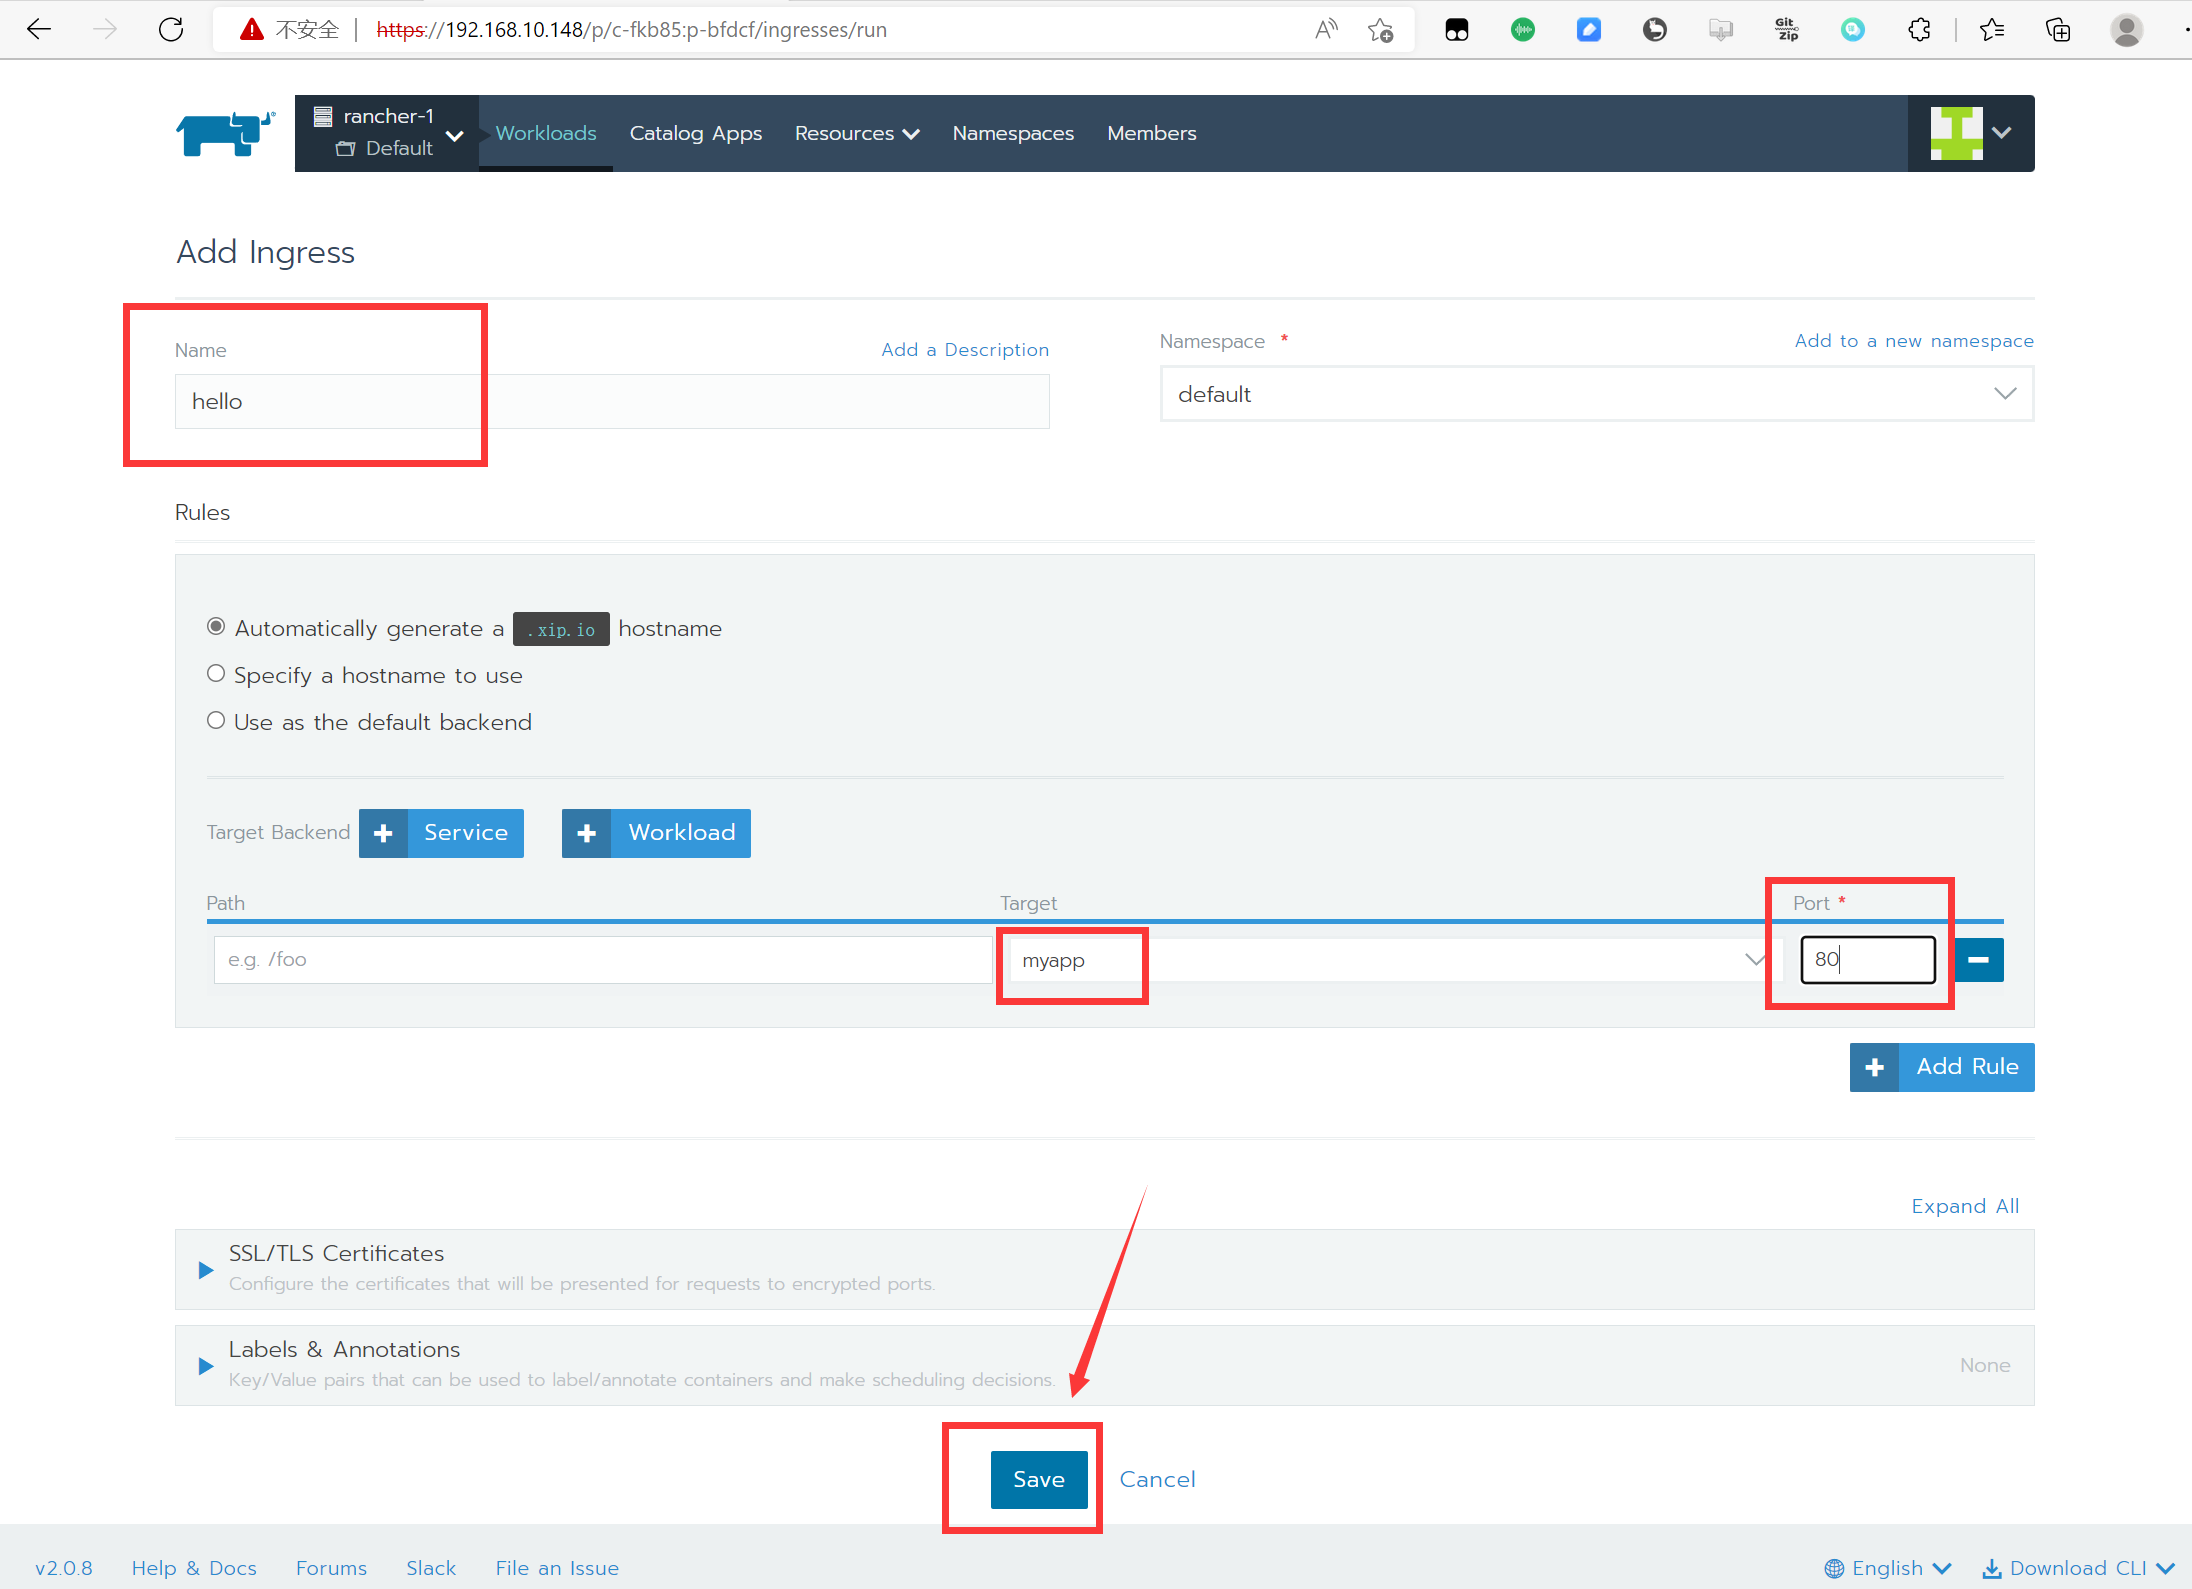 不安全 https://192.168.10.148/p/c-fkb85:p-bfdcf/ingresses/run
Git Zip
rancher-1
Default
Workloads Catalog Apps Resources Namespaces Members
Add Ingress
Name Add a Description
hello
Namespace * Add to a new namespace
default
Rules
Automatically generate a .xip.io hostname
Specify a hostname to use
Use as the default backend
Target Backend Service Workload
Path Target Port *
e.g. /foo myapp 80
Add Rule
Expand All
SSL/TLS Certificates
Configure the certificates that will be presented for requests to encrypted ports.
Labels & Annotations
Key/Value pairs that can be used to label/annotate containers and make scheduling decisions.
None
Save Cancel
v2.0.8 Help & Docs Forums Slack File an Issue English Download CLI